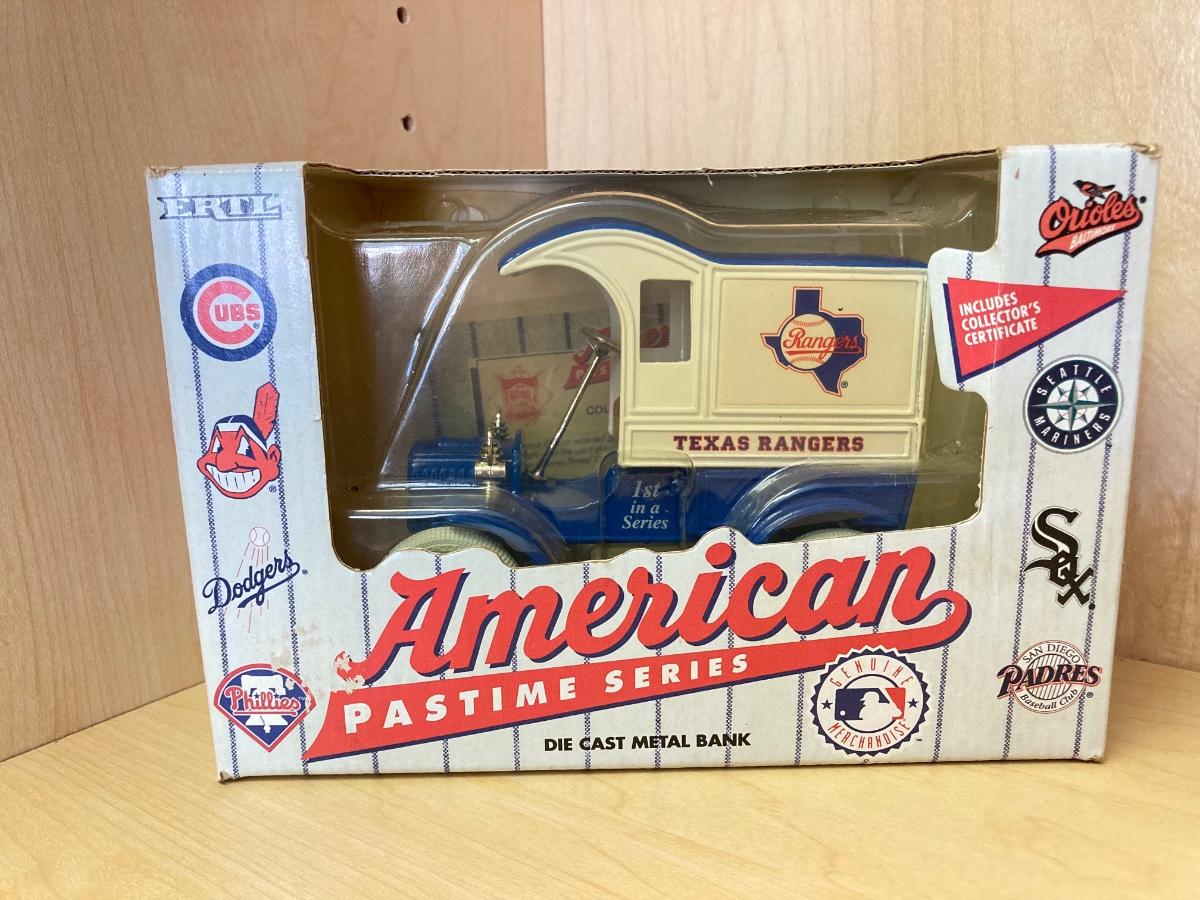 ERTL
CUBS
Dodgers
Phillies
Orioles
BALTIMORE
INCLUDES
COLLECTOR'S
CERTIFICATE
SEATTLE
MARINERS
Sox
SAN DIEGO
PADRES
Baseball Club
Rangers
TEXAS RANGERS
1st
in a
Series
American
PASTIME SERIES
DIE CAST METAL BANK
GENUINE
MERCHANDISE